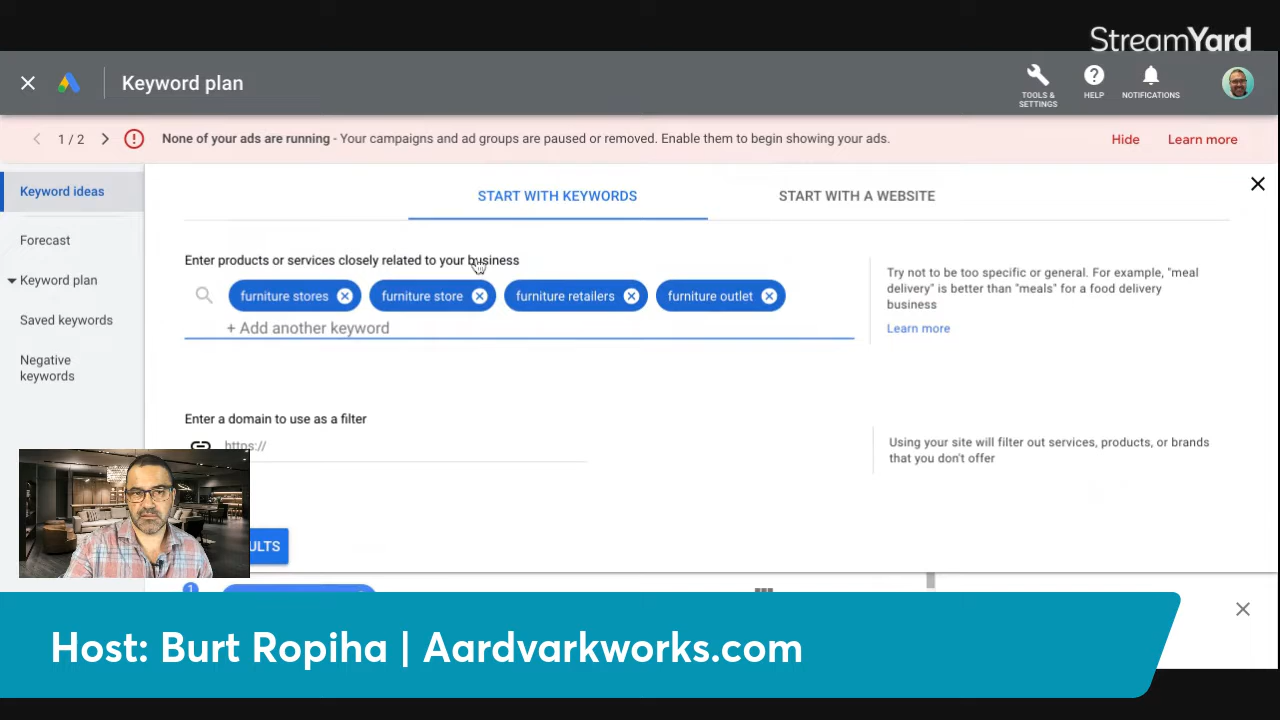 StreamYard
Keyword plan
TOOLS &
SETTINGS
HELP
NOTIFICATIONS
1 / 2
None of your ads are running - Your campaigns and ad groups are paused or removed. Enable them to begin showing your ads.
Hide
Learn more
Keyword ideas
Forecast
Keyword plan
Saved keywords
Negative
keywords
START WITH KEYWORDS
START WITH A WEBSITE
Enter products or services closely related to your business
furniture stores
furniture store
furniture retailers
furniture outlet
+ Add another keyword
Try not to be too specific or general. For example, "meal
delivery" is better than "meals" for a food delivery
business
Learn more
Enter a domain to use as a filter
https://
Using your site will filter out services, products, or brands
that you don't offer
ULTS
1
Host: Burt Ropiha | Aardvarkworks.com